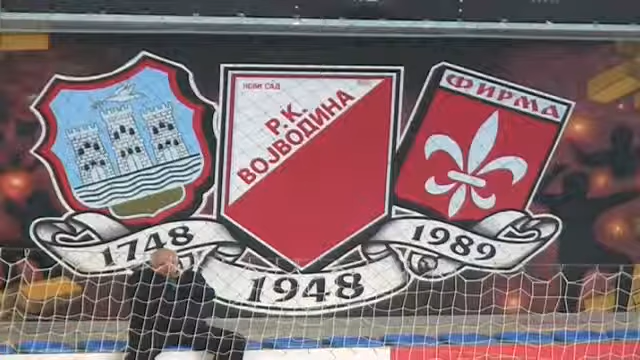 НОВИ САД
Р.К.
ВОЈВОДИНА
ФИРМА
1748
1948
1989